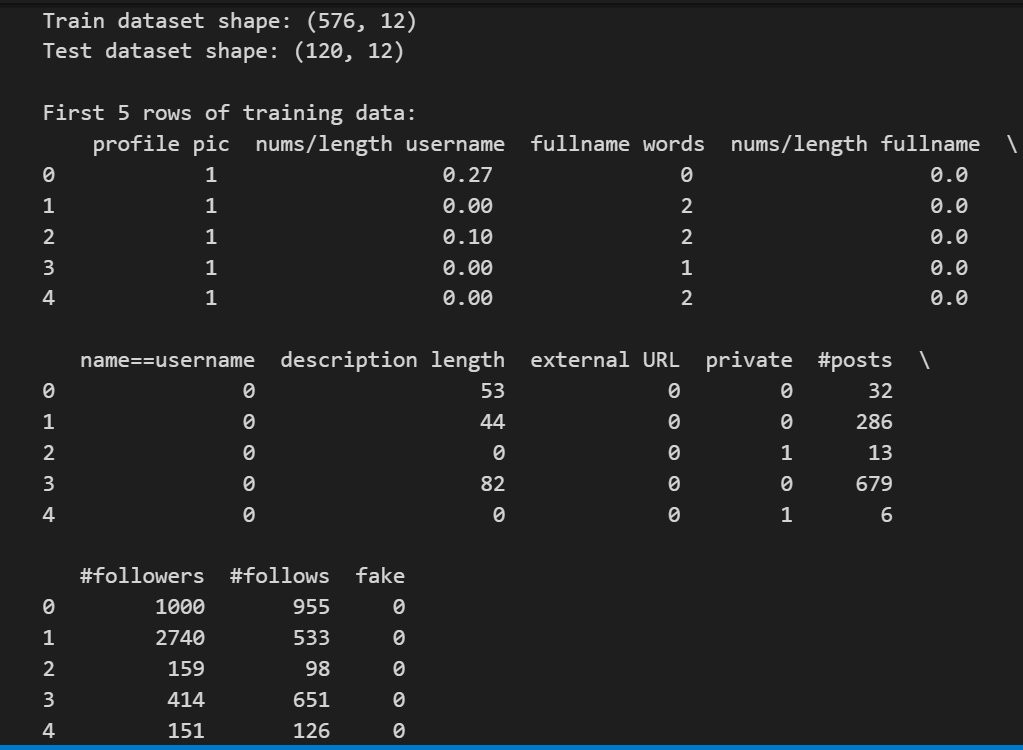 Train dataset shape: (576, 12)
Test dataset shape: (120, 12)

First 5 rows of training data:
    profile pic  nums/length username  fullname words  nums/length fullname  \
0             1                  0.27               0                   0.0
1             1                  0.00               2                   0.0
2             1                  0.10               2                   0.0
3             1                  0.00               1                   0.0
4             1                  0.00               2                   0.0

   name==username  description length  external URL  private  #posts  \
0               0                  53             0        0      32
1               0                  44             0        0     286
2               0                   0             0        1      13
3               0                  82             0        0     679
4               0                   0             0        1       6

   #followers  #follows  fake
0        1000       955     0
1        2740       533     0
2         159        98     0
3         414       651     0
4         151       126     0